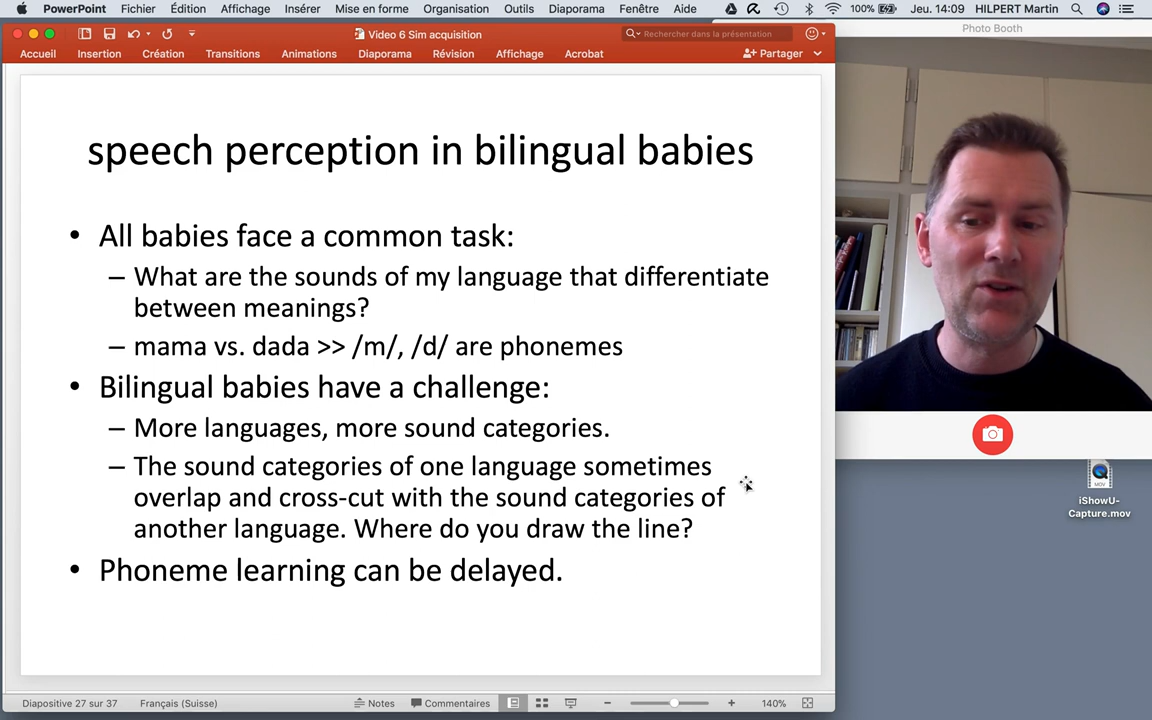 PowerPoint Fichier Édition Affichage Insérer Mise en forme Organisation Outils Diaporama Fenêtre Aide 100% Jeu. 14:09 HILPERT Martin
Photo Booth
Video 6 Sim acquisition
Rechercher dans la présentation
Accueil Insertion Création Transitions Animations Diaporama Révision Affichage Acrobat Partager
speech perception in bilingual babies
• All babies face a common task:
– What are the sounds of my language that differentiate
between meanings?
– mama vs. dada >> /m/, /d/ are phonemes
• Bilingual babies have a challenge:
– More languages, more sound categories.
– The sound categories of one language sometimes
overlap and cross-cut with the sound categories of
another language. Where do you draw the line?
• Phoneme learning can be delayed.
MOV
iShowU-
Capture.mov
Diapositive 27 sur 37 Français (Suisse) Notes Commentaires 140%